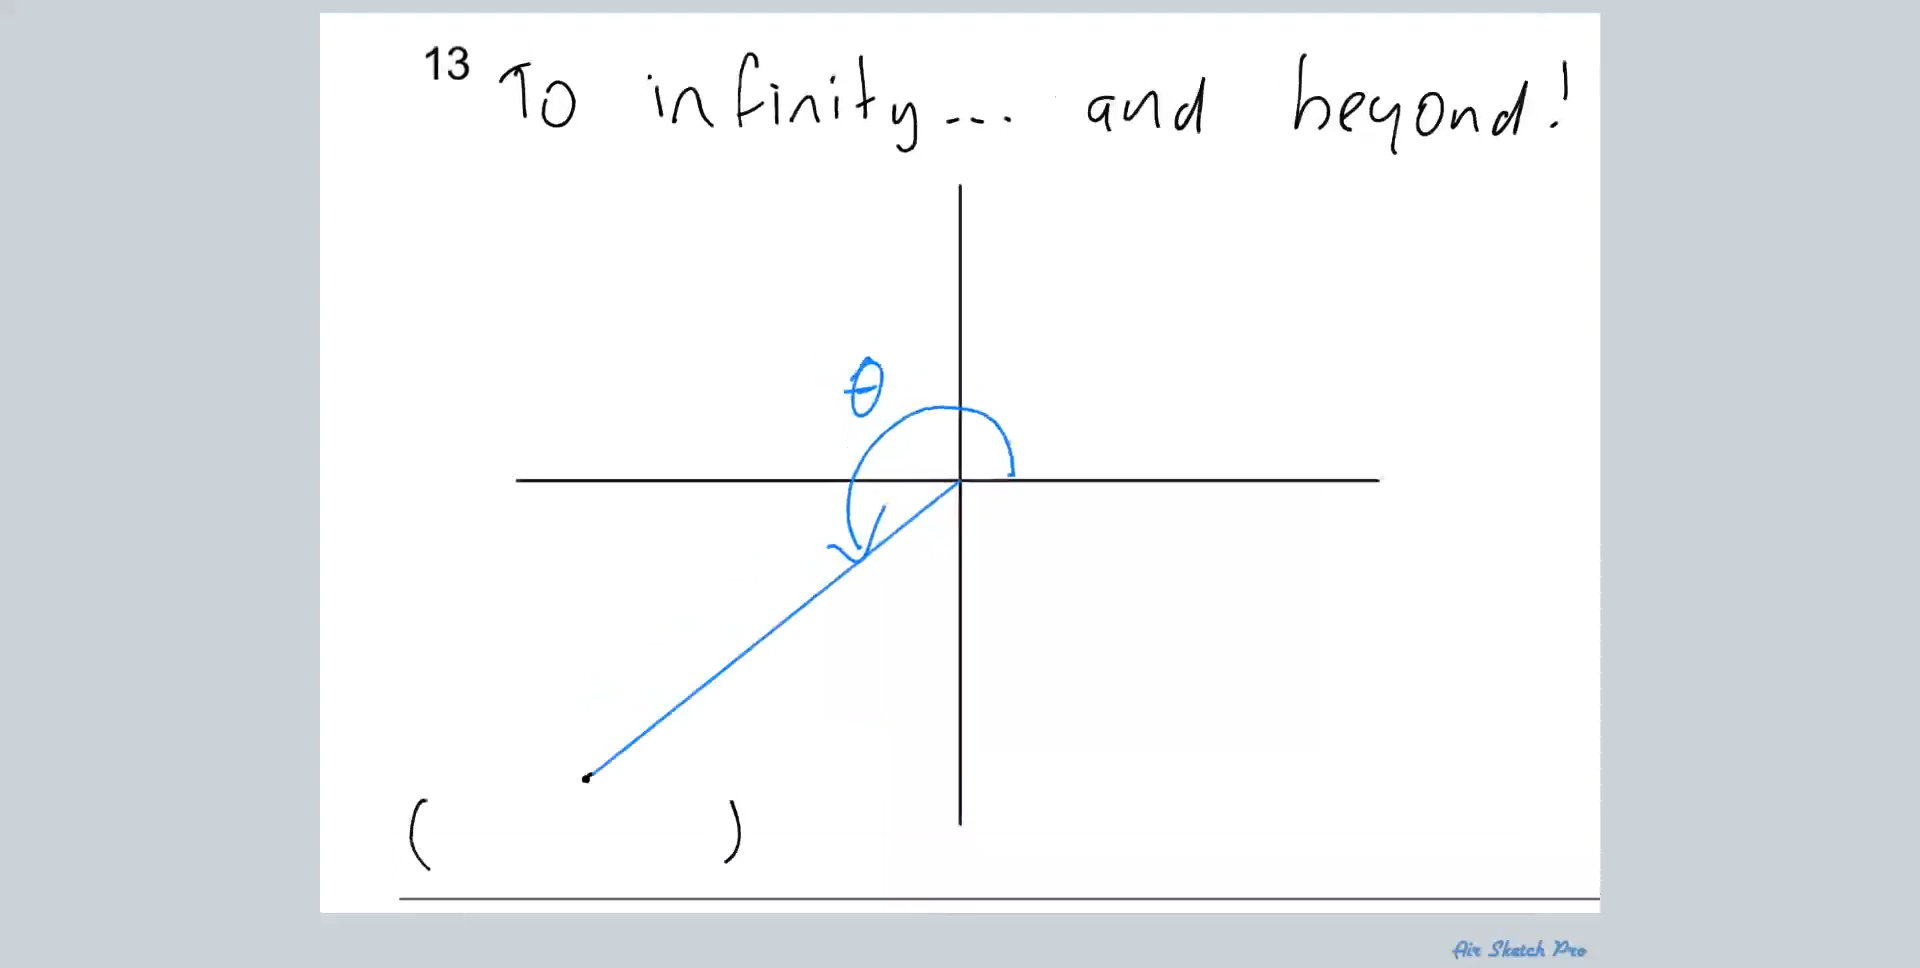 13 To infinity... and beyond!
θ
( )
Air Sketch Pro